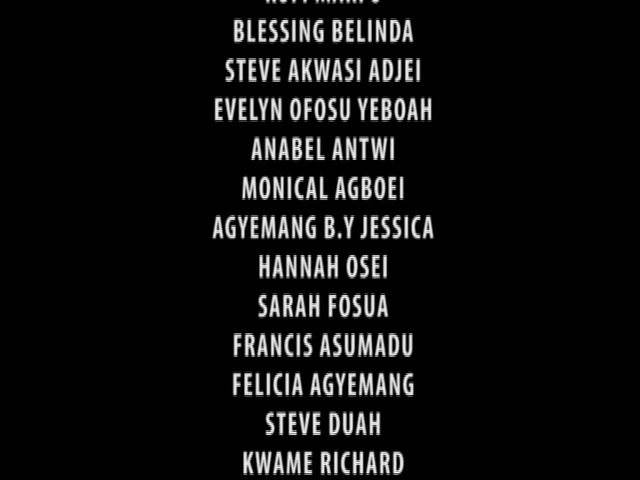 BLESSING BELINDA
STEVE AKWASI ADJEI
EVELYN OFOSU YEBOAH
ANABEL ANTWI
MONICAL AGBOEI
AGYEMANG B.Y JESSICA
HANNAH OSEI
SARAH FOSUA
FRANCIS ASUMADU
FELICIA AGYEMANG
STEVE DUAH
KWAME RICHARD